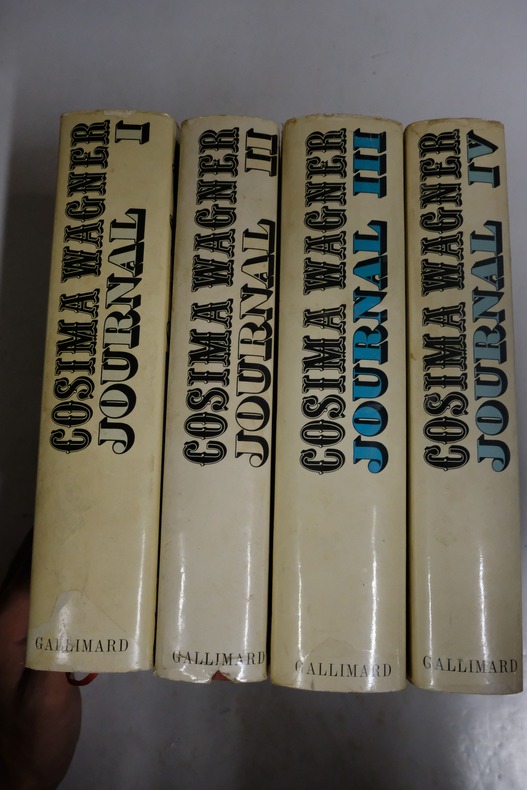 COSIMA WAGNER
JOURNAL I
GALLIMARD
COSIMA WAGNER
JOURNAL II
GALLIMARD
COSIMA WAGNER
JOURNAL III
GALLIMARD
COSIMA WAGNER
JOURNAL IV
GALLIMARD